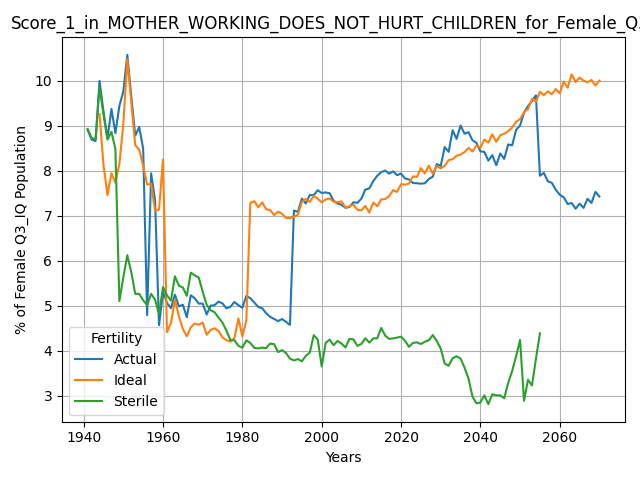 Score_1_in_MOTHER_WORKING_DOES_NOT_HURT_CHILDREN_for_Female_Q3
10
9
8
7
6
5
4
3
% of Female Q3_IQ Population
Fertility
Actual
Ideal
Sterile
1940 1960 1980 2000 2020 2040 2060
Years